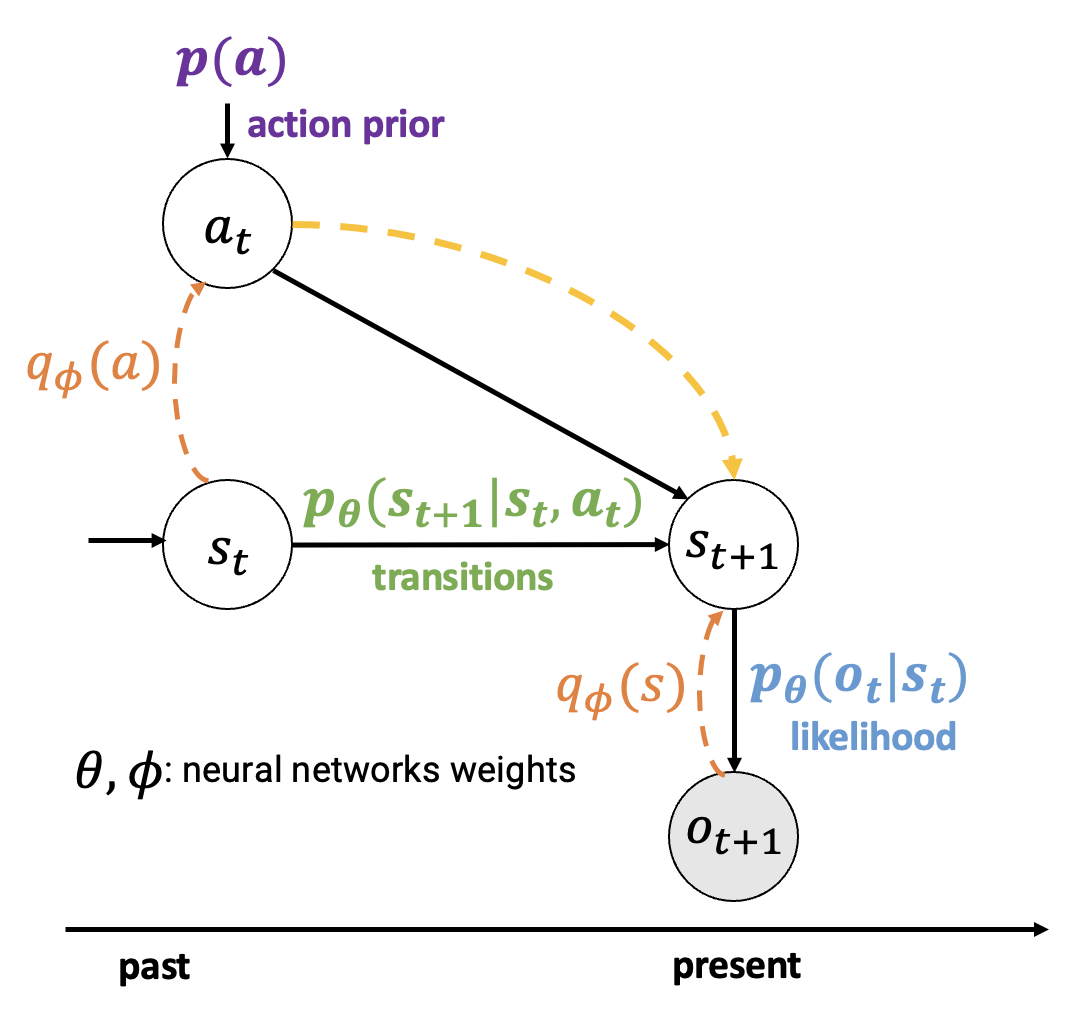 p(a)
action prior
a_t
q_ϕ(a)
p_θ(s_{t+1}|s_t, a_t)
s_t
transitions
s_{t+1}
q_ϕ(s)
p_θ(o_t|s_t)
likelihood
θ, ϕ: neural networks weights
o_{t+1}
past
present